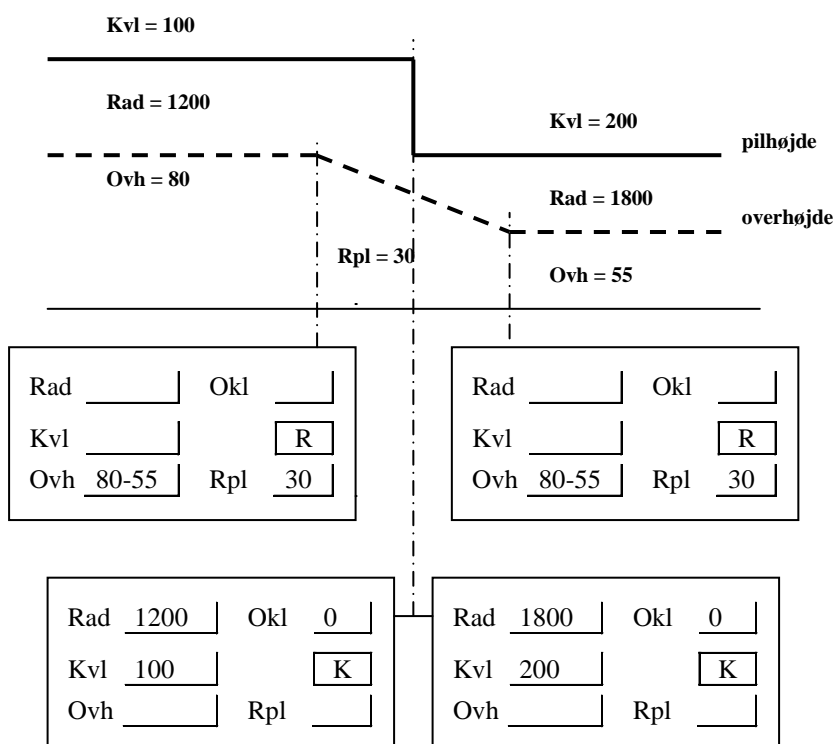 Kvl = 100
Rad = 1200
Kvl = 200
pilhøjde
Ovh = 80
Rad = 1800
overhøjde
Rpl = 30
Ovh = 55
Rad Okl
Kvl R
Ovh 80-55 Rpl 30
Rad Okl
Kvl R
Ovh 80-55 Rpl 30
Rad 1200 Okl 0
Kvl 100 K
Ovh Rpl
Rad 1800 Okl 0
Kvl 200 K
Ovh Rpl